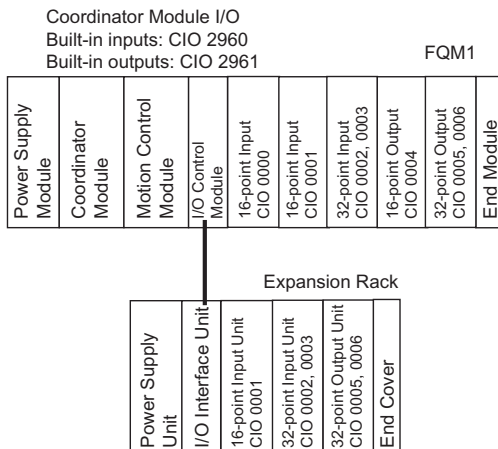 Coordinator Module I/O
Built-in inputs: CIO 2960
Built-in outputs: CIO 2961
FQM1
Power Supply
Module
Coordinator
Module
Motion Control
Module
I/O Control
Module
16-point Input
CIO 0000
16-point Input
CIO 0001
32-point Input
CIO 0002, 0003
16-point Output
CIO 0004
32-point Output
CIO 0005, 0006
End Module
Expansion Rack
Power Supply
Unit
I/O Interface Unit
16-point Input Unit
CIO 0001
32-point Input Unit
CIO 0002, 0003
32-point Output Unit
CIO 0005, 0006
End Cover